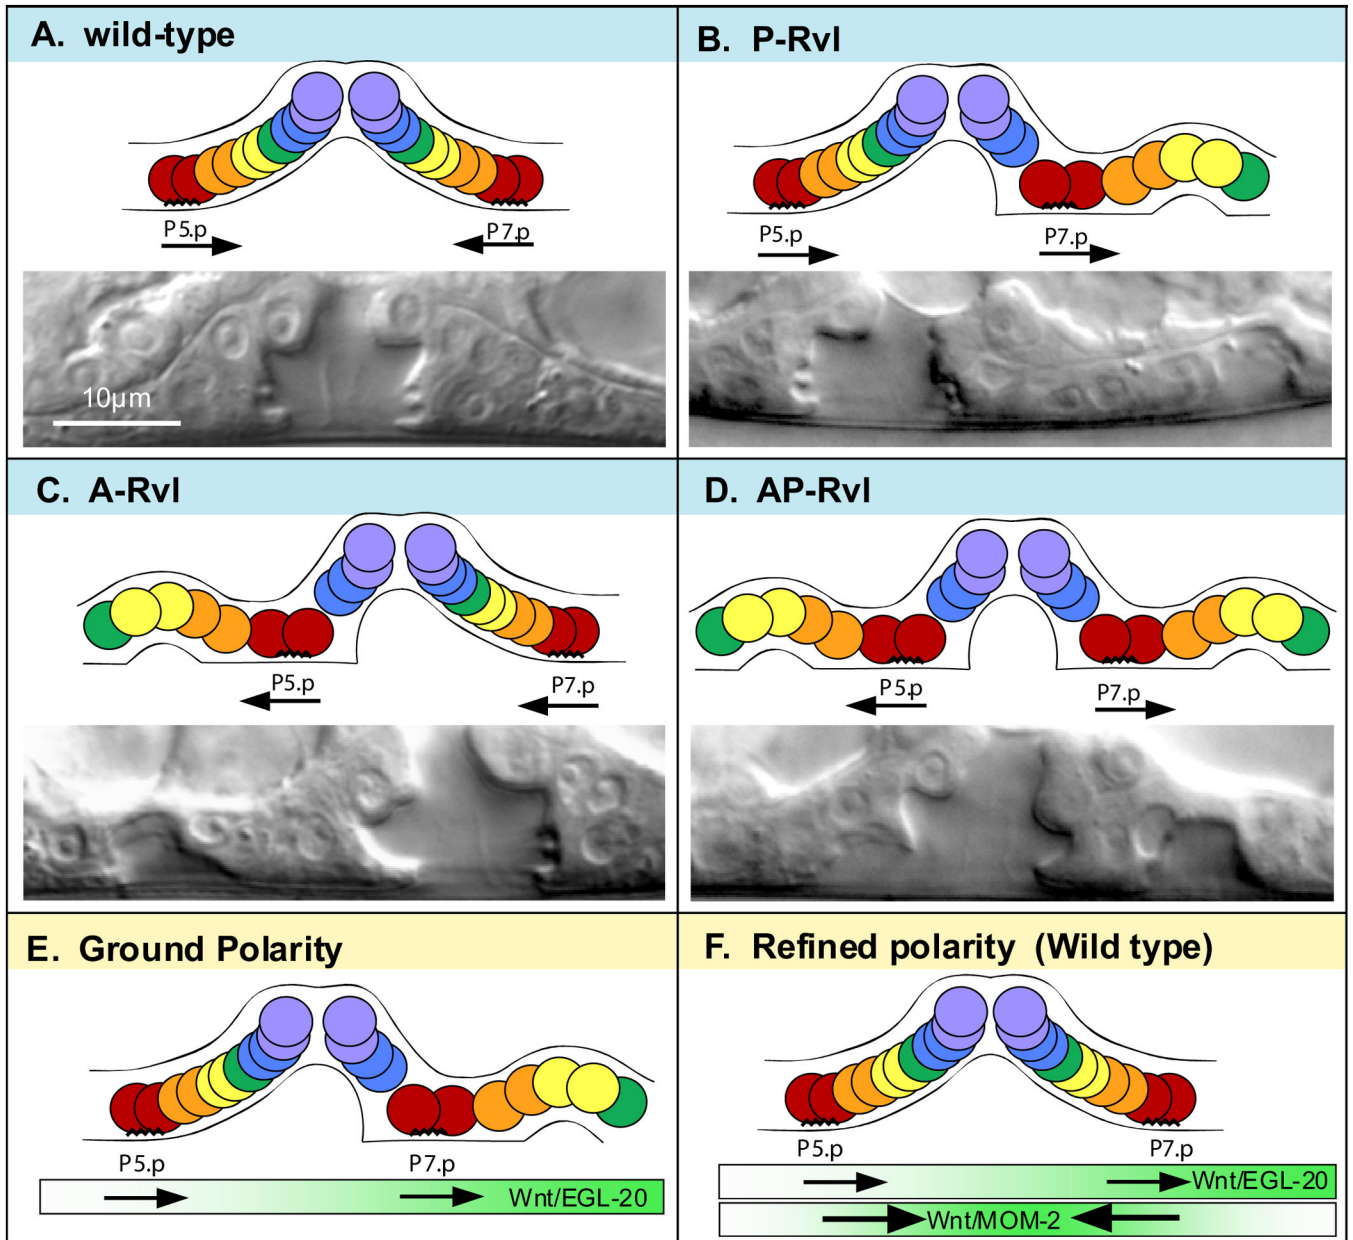 A. wild-type
P5.p
P7.p
10µm
B. P-Rvl
P5.p
P7.p
C. A-Rvl
P5.p
P7.p
D. AP-Rvl
P5.p
P7.p
E. Ground Polarity
P5.p
P7.p
Wnt/EGL-20
F. Refined polarity (Wild type)
P5.p
P7.p
Wnt/EGL-20
Wnt/MOM-2